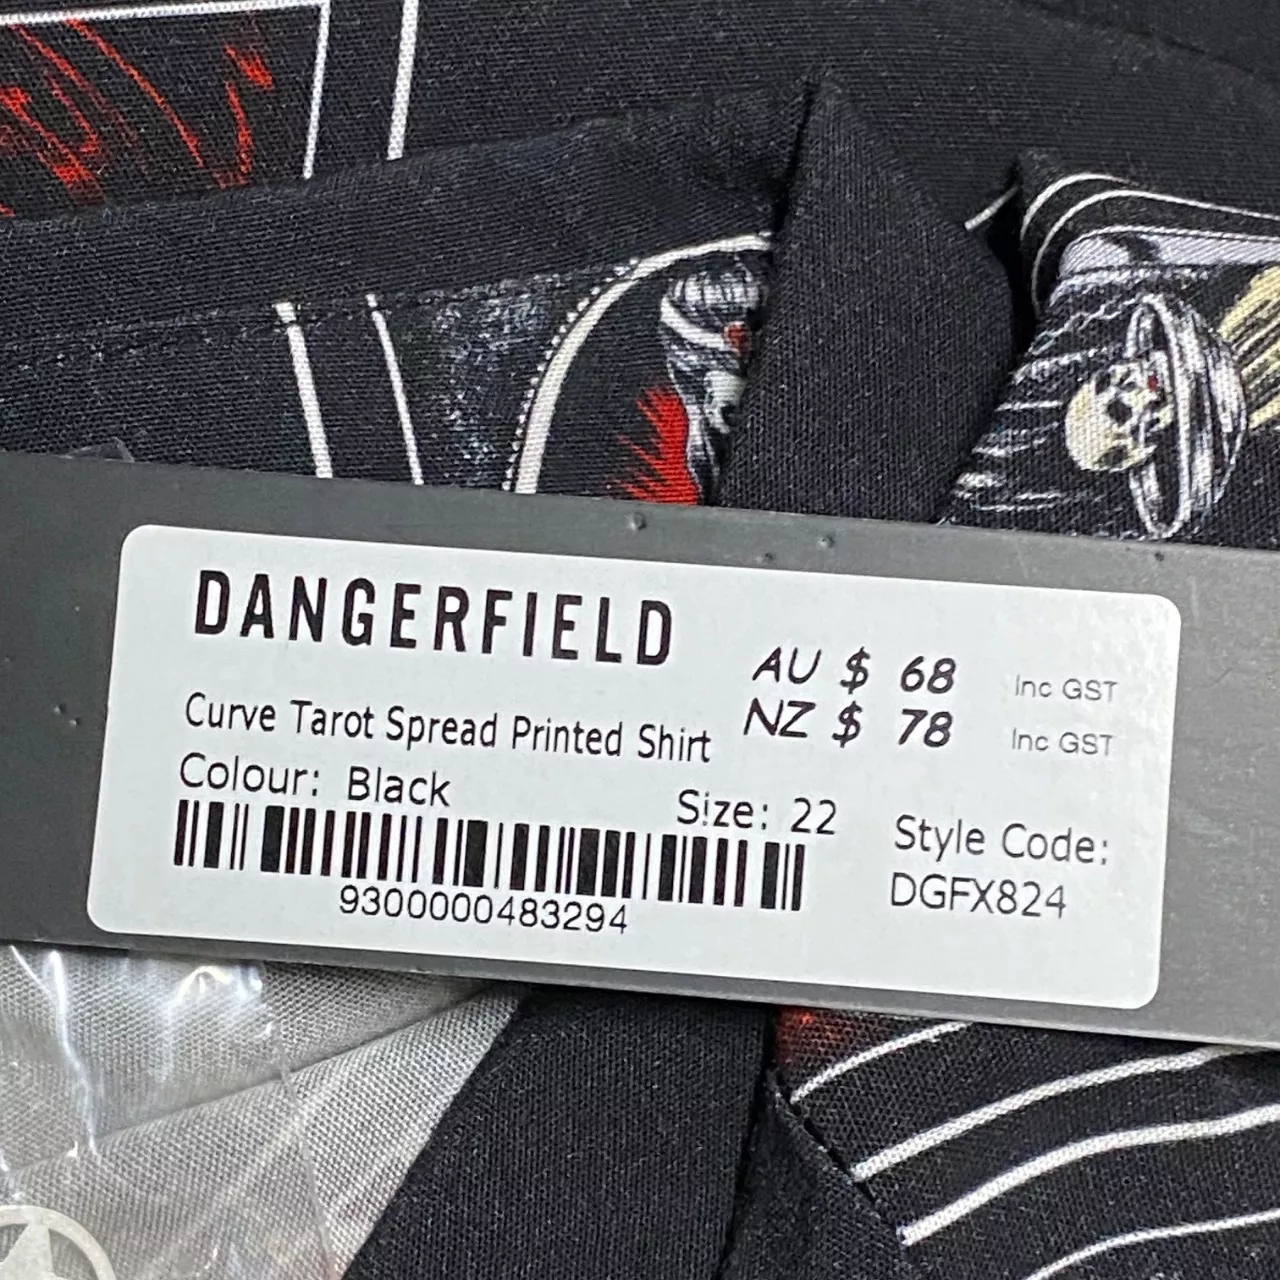 DANGERFIELD
AU $ 68 Inc GST
NZ $ 78 Inc GST
Curve Tarot Spread Printed Shirt
Colour: Black
Size: 22
Style Code:
DGFX824
9300000483294